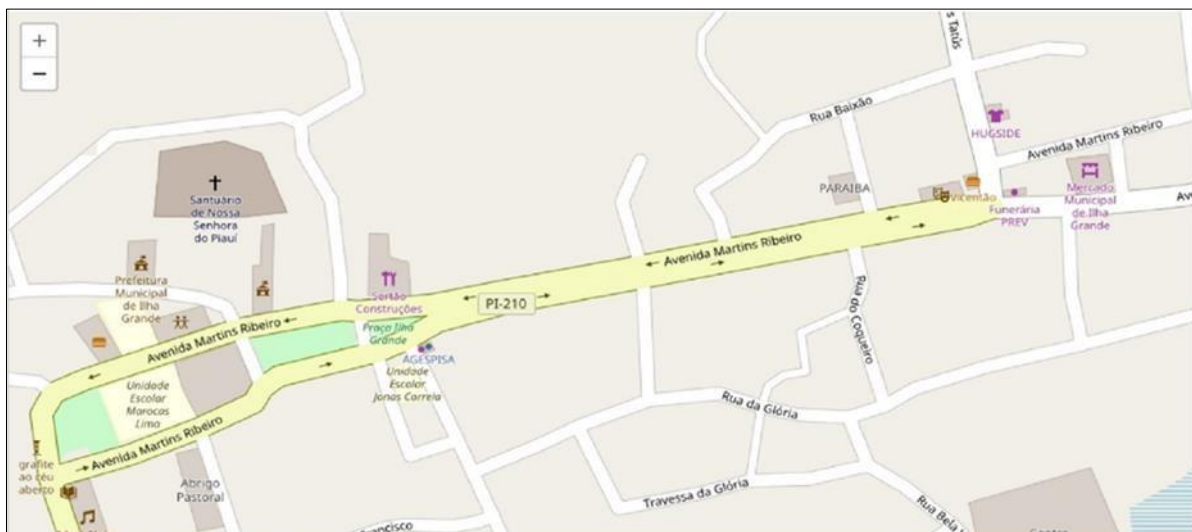 +
−
s Tatús
Rua Baixão
HUGSIDE
Avenida Martins Ribeiro
PARAIBA
Mercado
Municipal
de Ilha
Grande
Vicentão
Funerária
PREV
Santuário
de Nossa
Senhora
do Piauí
Avenida Martins Ribeiro
Prefeitura
Municipal
de Ilha
Grande
Sertão
Construções
PI-210
Rua do Coqueiro
Praça Ilha
Grande
Avenida Martins Ribeiro
AGESPISA
Unidade
Escolar
Jonas Correia
Unidade
Escolar
Marocas
Lima
Rua da Glória
Avenida Martins Ribeiro
grafite
ao céu
aberto
Abrigo
Pastoral
Travessa da Glória
Rua Bela